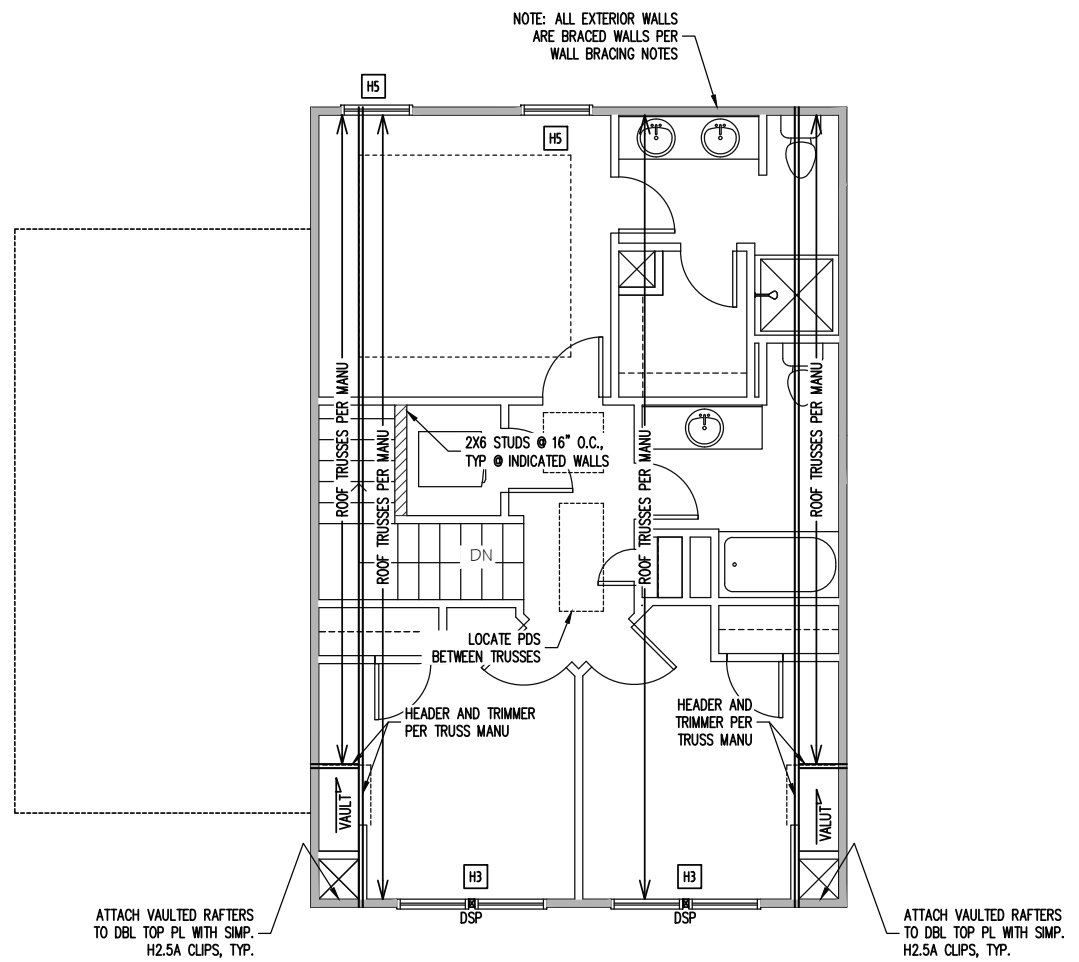 NOTE: ALL EXTERIOR WALLS
ARE BRACED WALLS PER
WALL BRACING NOTES
H5
H5
ROOF TRUSSES PER MANU
ROOF TRUSSES PER MANU
ROOF TRUSSES PER MANU
ROOF TRUSSES PER MANU
2X6 STUDS @ 16" O.C.,
TYP @ INDICATED WALLS
DN
LOCATE PDS
BETWEEN TRUSSES
HEADER AND TRIMMER
PER TRUSS MANU
HEADER AND
TRIMMER PER
TRUSS MANU
VAULT
VALUT
H3
H3
DSP
DSP
ATTACH VAULTED RAFTERS
TO DBL TOP PL WITH SIMP.
H2.5A CLIPS, TYP.
ATTACH VAULTED RAFTERS
TO DBL TOP PL WITH SIMP.
H2.5A CLIPS, TYP.